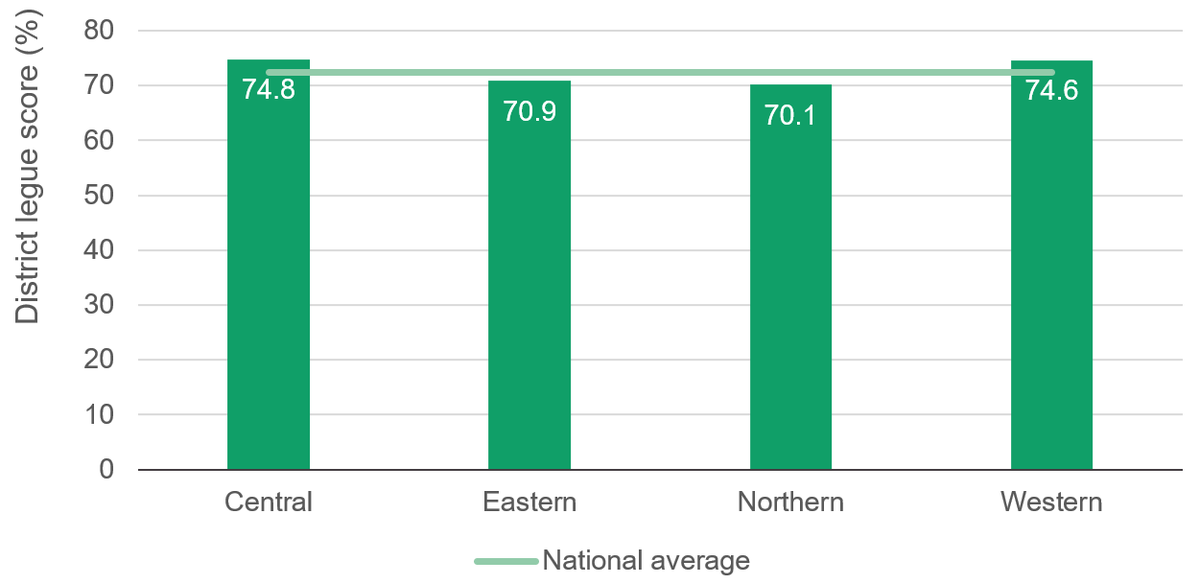 District legue score (%)
80
70
60
50
40
30
20
10
0
74.8
70.9
70.1
74.6
Central
Eastern
Northern
Western
National average